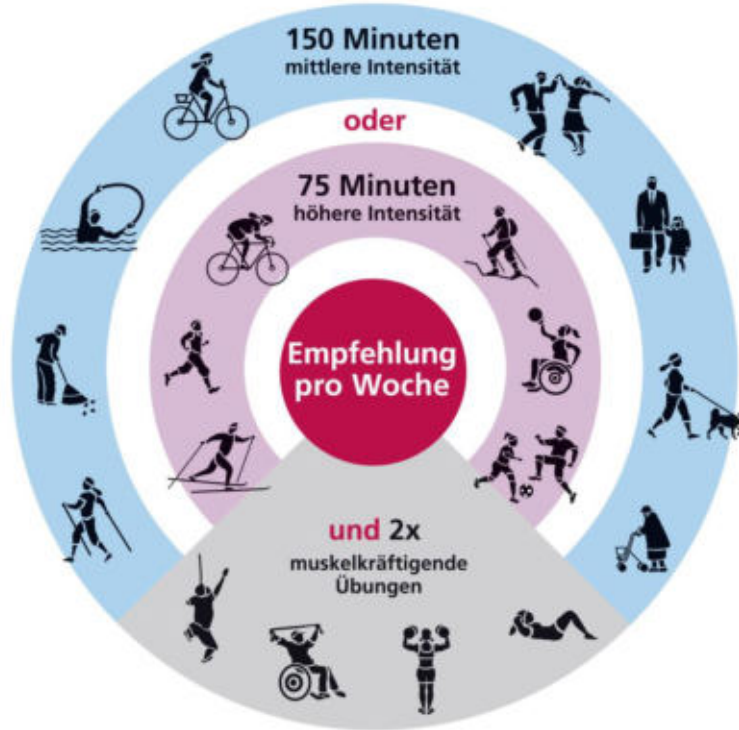 150 Minuten
mittlere Intensität
oder
75 Minuten
höhere Intensität
Empfehlung
pro Woche
und 2x
muskelkräftigende
Übungen